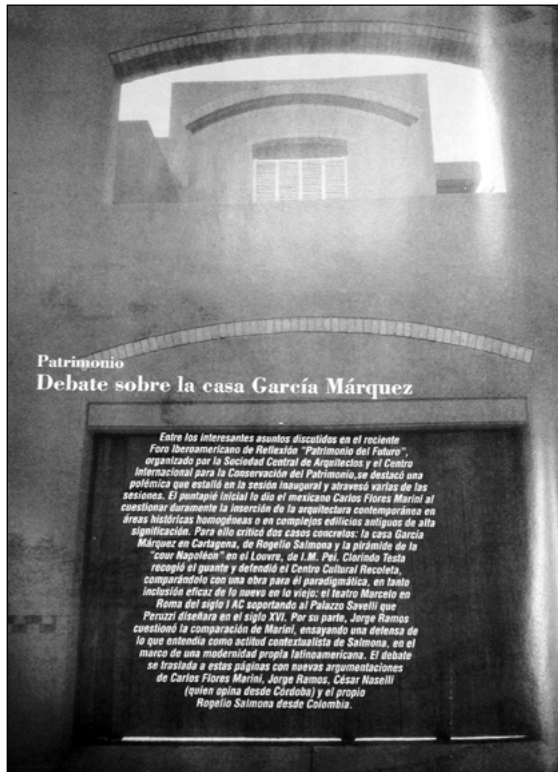 Patrimonio
Debate sobre la casa García Márquez
Entre los interesantes asuntos discutidos en el reciente
Foro Iberoamericano de Reflexión "Patrimonio del Futuro",
organizado por la Sociedad Central de Arquitectos y el Centro
Internacional para la Conservación del Patrimonio,se destacó una
polémica que estalló en la sesión inaugural y atravesó varias de las
sesiones. El puntapié inicial lo dio el mexicano Carlos Flores Marini al
cuestionar duramente la inserción de la arquitectura contemporánea en
áreas históricas homogéneas o en complejos edilicios antiguos de alta
significación. Para ello criticó dos casos concretos: la casa García
Márquez en Cartagena, de Rogelio Salmona y la pirámide de la
"cour Napoléon" en el Louvre, de I.M. Pei. Clorindo Testa
recogió el guante y defendió el Centro Cultural Recoleta,
comparándolo con una obra para él paradigmática, en tanto
inclusión eficaz de lo nuevo en lo viejo: el teatro Marcelo en
Roma del siglo I AC soportando al Palazzo Savelli que
Peruzzi diseñara en el siglo XVI. Por su parte, Jorge Ramos
cuestionó la comparación de Marini, ensayando una defensa de
lo que entendía como actitud contextualista de Salmona, en el
marco de una modernidad propia latinoamericana. El debate
se traslada a estas páginas con nuevas argumentaciones
de Carlos Flores Marini, Jorge Ramos, César Naselli
(quien opina desde Córdoba) y el propio
Rogelio Salmona desde Colombia.